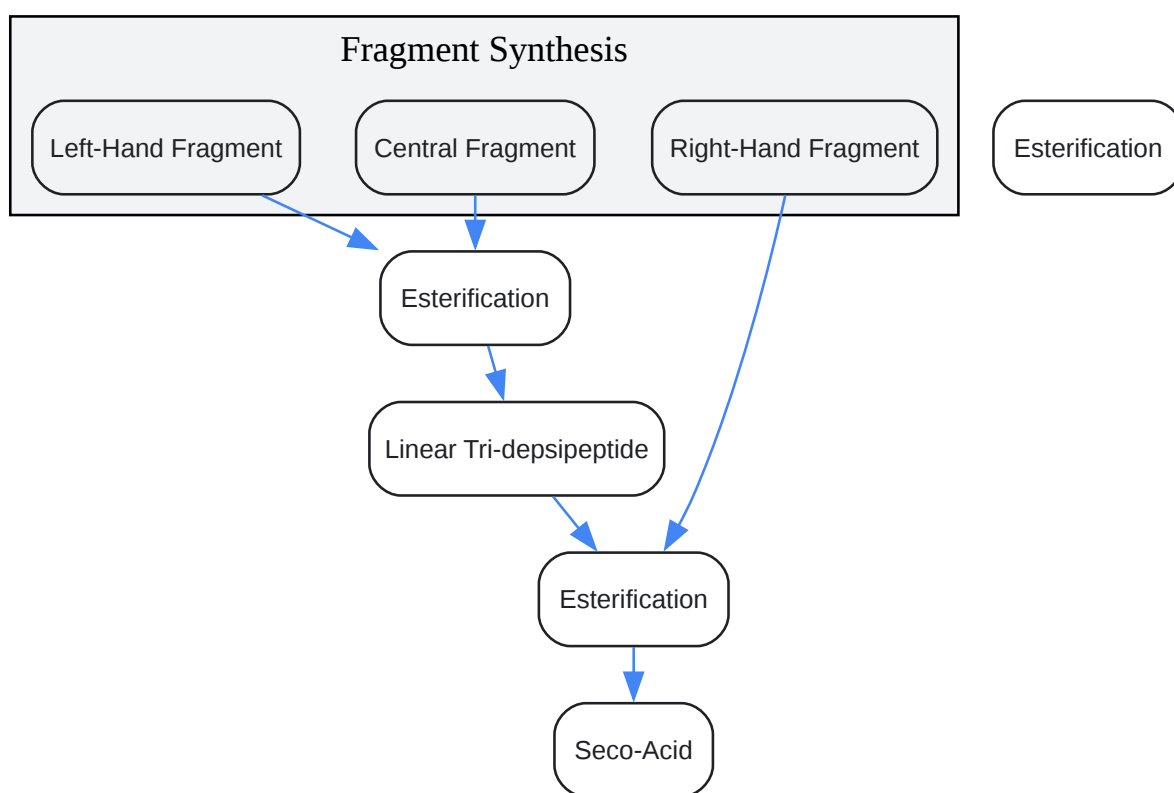 Fragment Synthesis
Left-Hand Fragment
Central Fragment
Right-Hand Fragment
Esterification
Esterification
Linear Tri-depsipeptide
Esterification
Seco-Acid